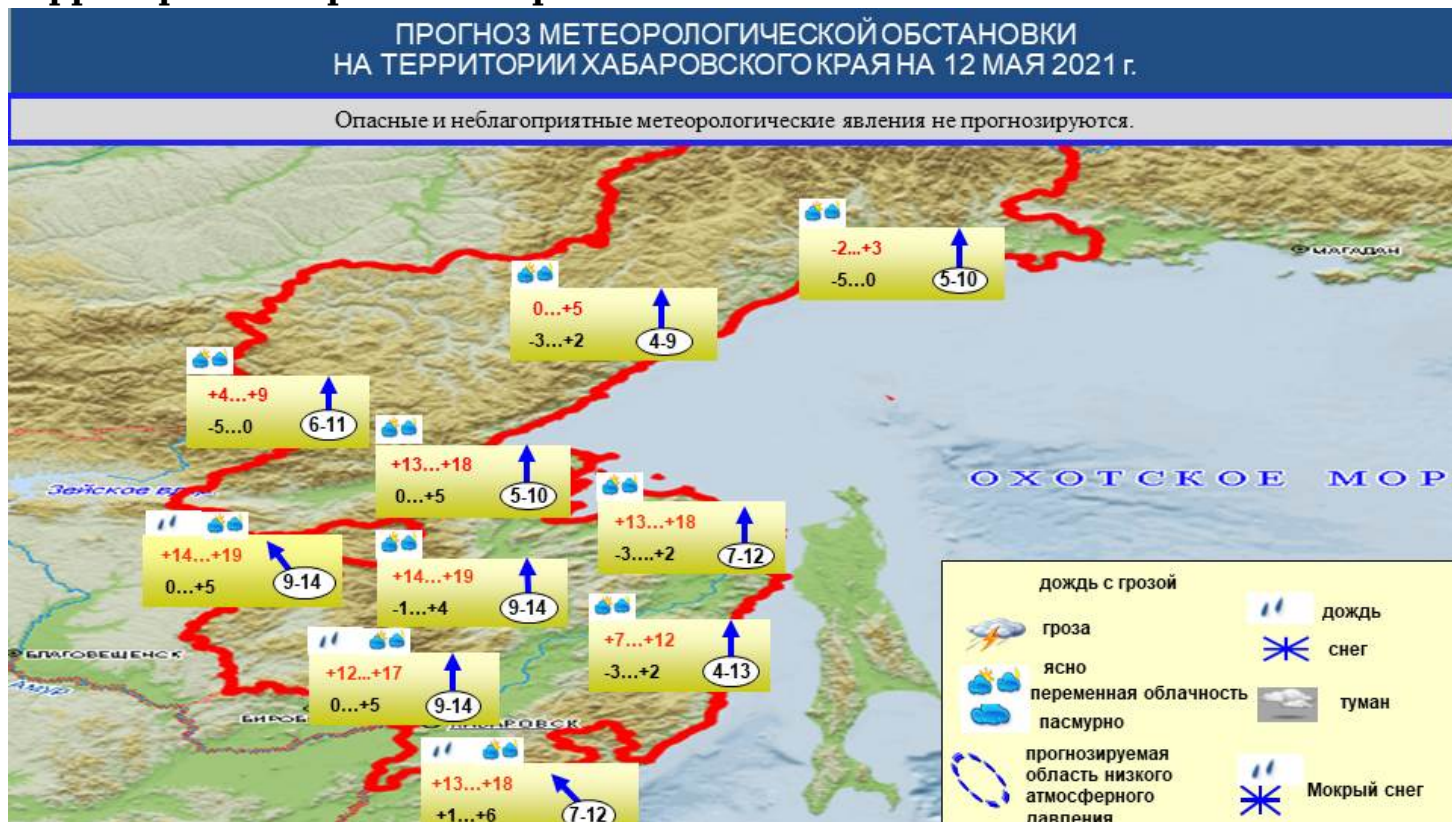 ПРОГНОЗ МЕТЕОРОЛОГИЧЕСКОЙ ОБСТАНОВКИ
НА ТЕРРИТОРИИ ХАБАРОВСКОГО КРАЯ НА 12 МАЯ 2021 г.
Опасные и неблагоприятные метеорологические явления не прогнозируются.
-2...+3
-5...0
5-10
МАГАДАН
0...+5
-3...+2
4-9
+4...+9
-5...0
6-11
+13...+18
0...+5
5-10
ОХОТСКОЕ МОР
Зейское
+13...+18
-3....+2
7-12
+14...+19
0...+5
9-14
+14...+19
-1...+4
9-14
+7...+12
-3...+2
4-13
БЛАГОВЕЩЕНСК
АМУР
+12...+17
0...+5
9-14
БИРОБ
+13...+18
+1...+6
7-12
дождь с грозой
гроза
дождь
снег
ясно
переменная облачность
туман
пасмурно
прогнозируемая
область низкого
атмосферного
давления
Мокрый снег